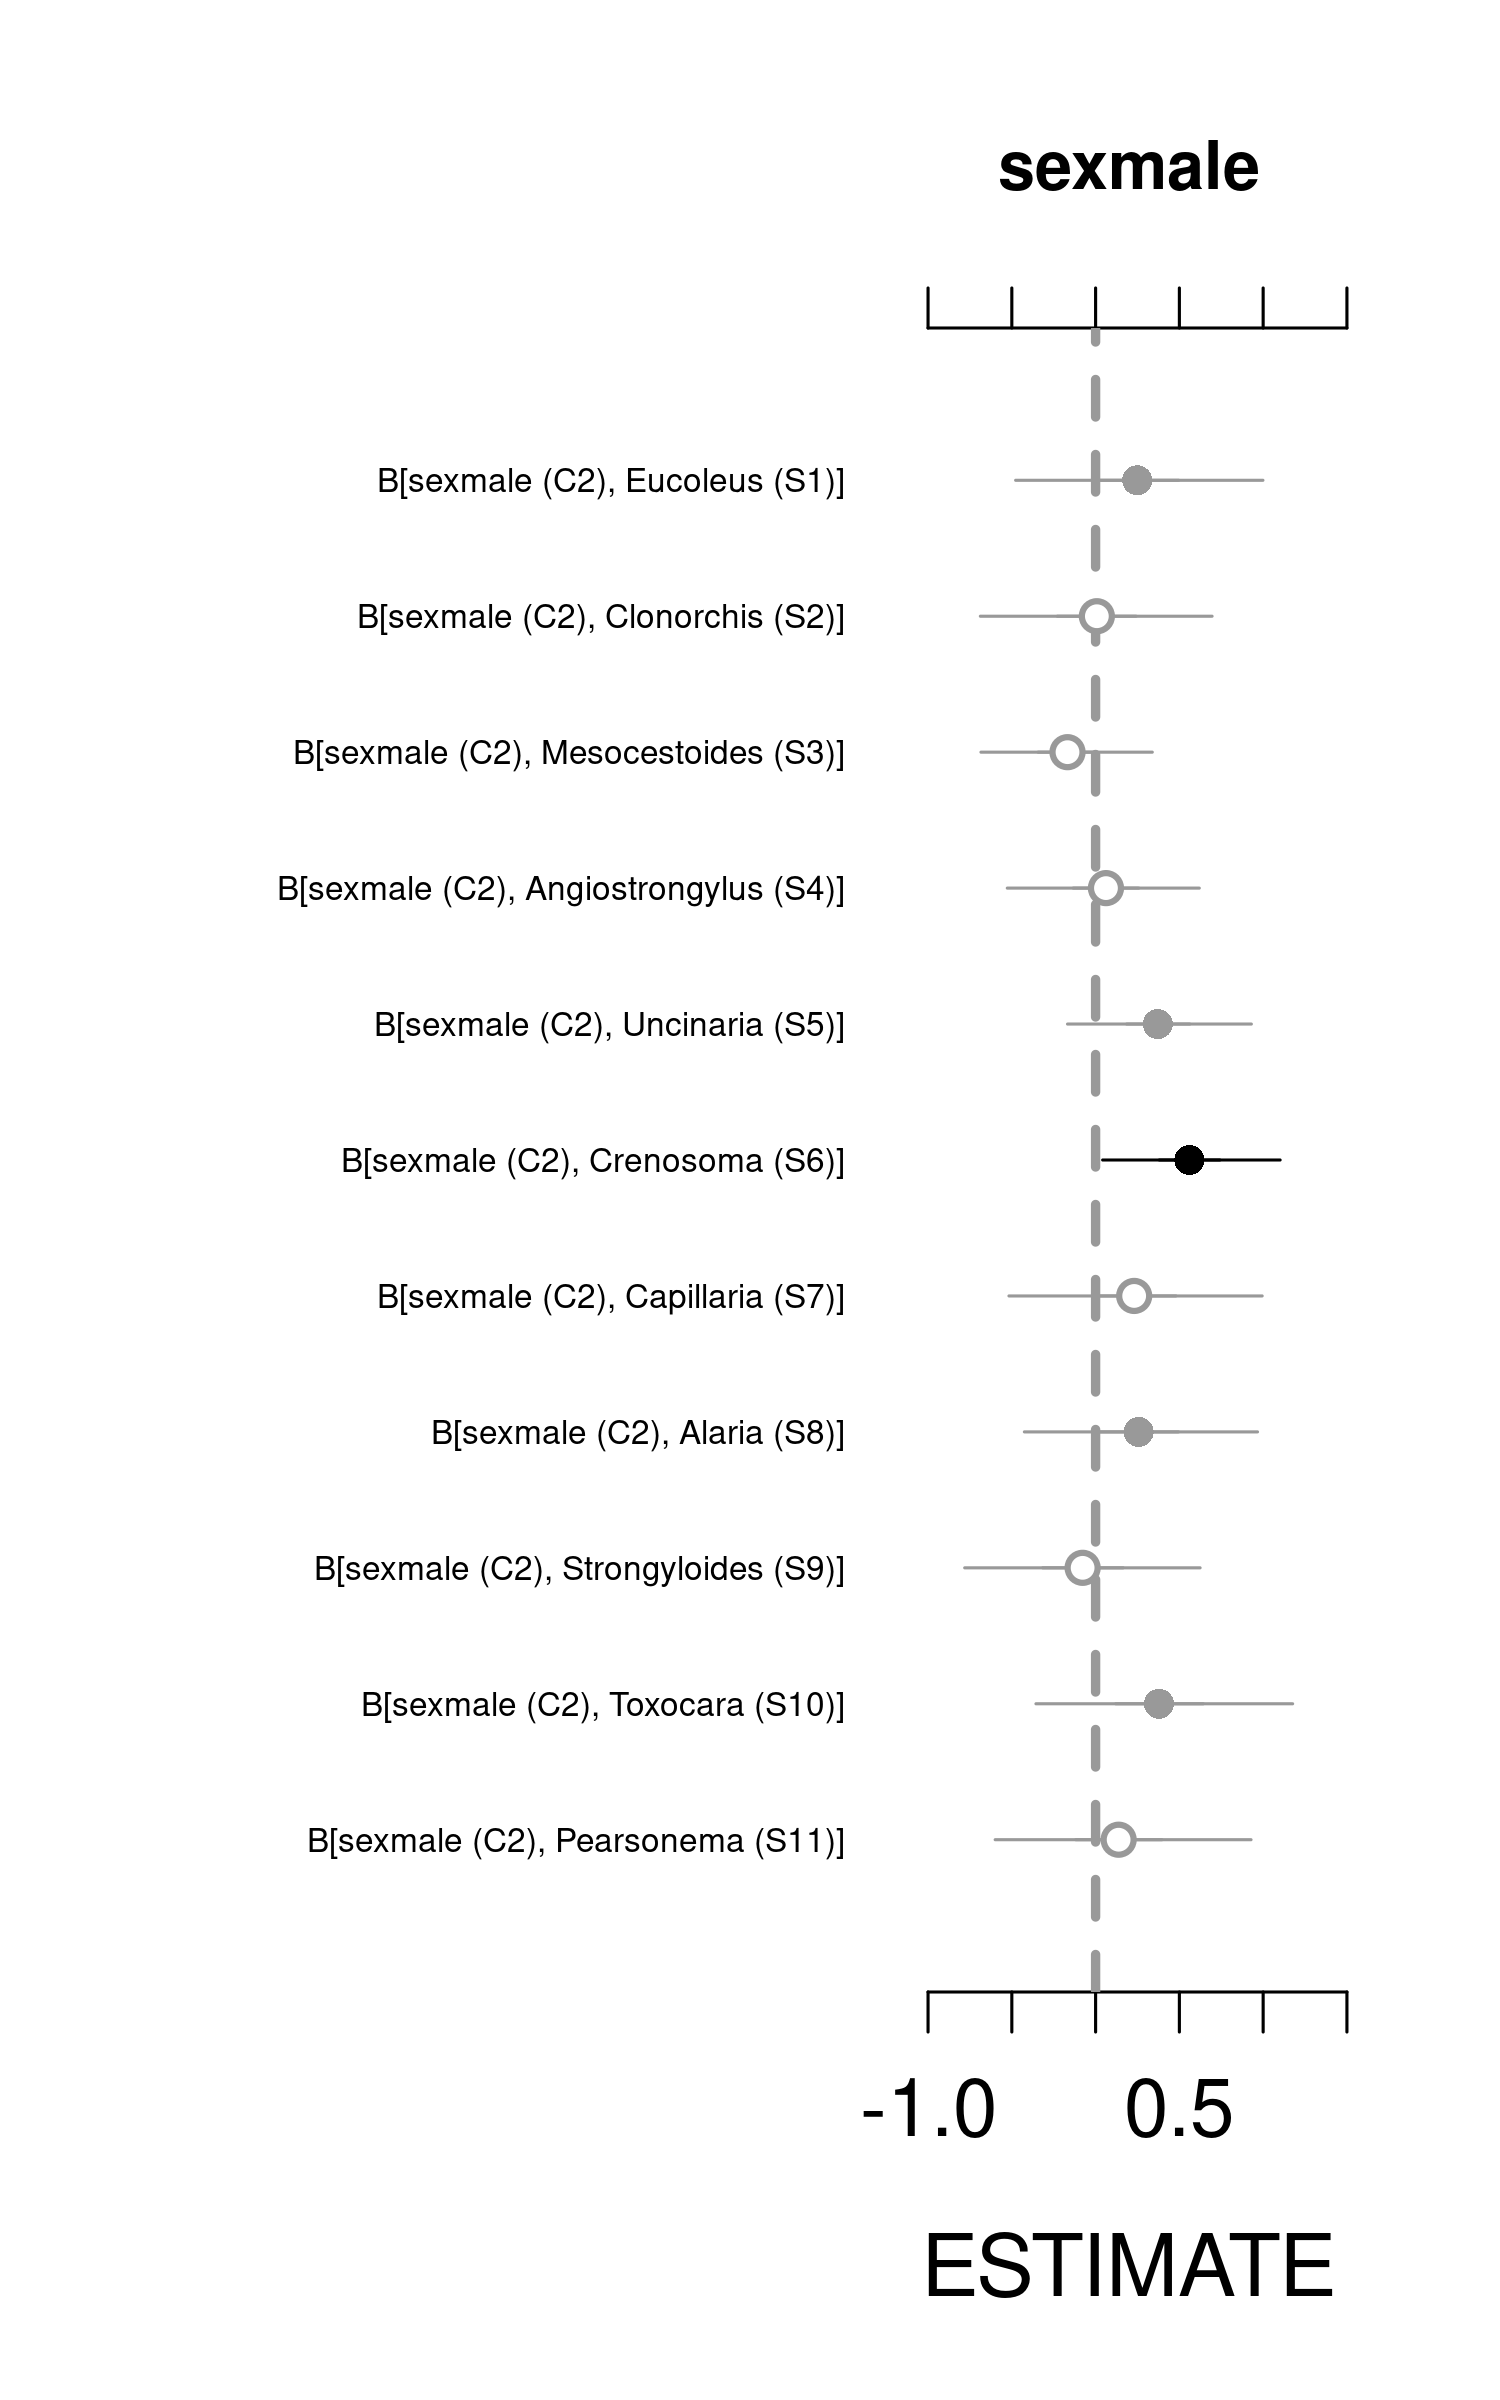 sexmale
B[sexmale (C2), Eucoleus (S1)]
B[sexmale (C2), Clonorchis (S2)]
B[sexmale (C2), Mesocestoides (S3)]
B[sexmale (C2), Angiostrongylus (S4)]
B[sexmale (C2), Uncinaria (S5)]
B[sexmale (C2), Crenosoma (S6)]
B[sexmale (C2), Capillaria (S7)]
B[sexmale (C2), Alaria (S8)]
B[sexmale (C2), Strongyloides (S9)]
B[sexmale (C2), Toxocara (S10)]
B[sexmale (C2), Pearsonema (S11)]
-1.0 0.5
ESTIMATE